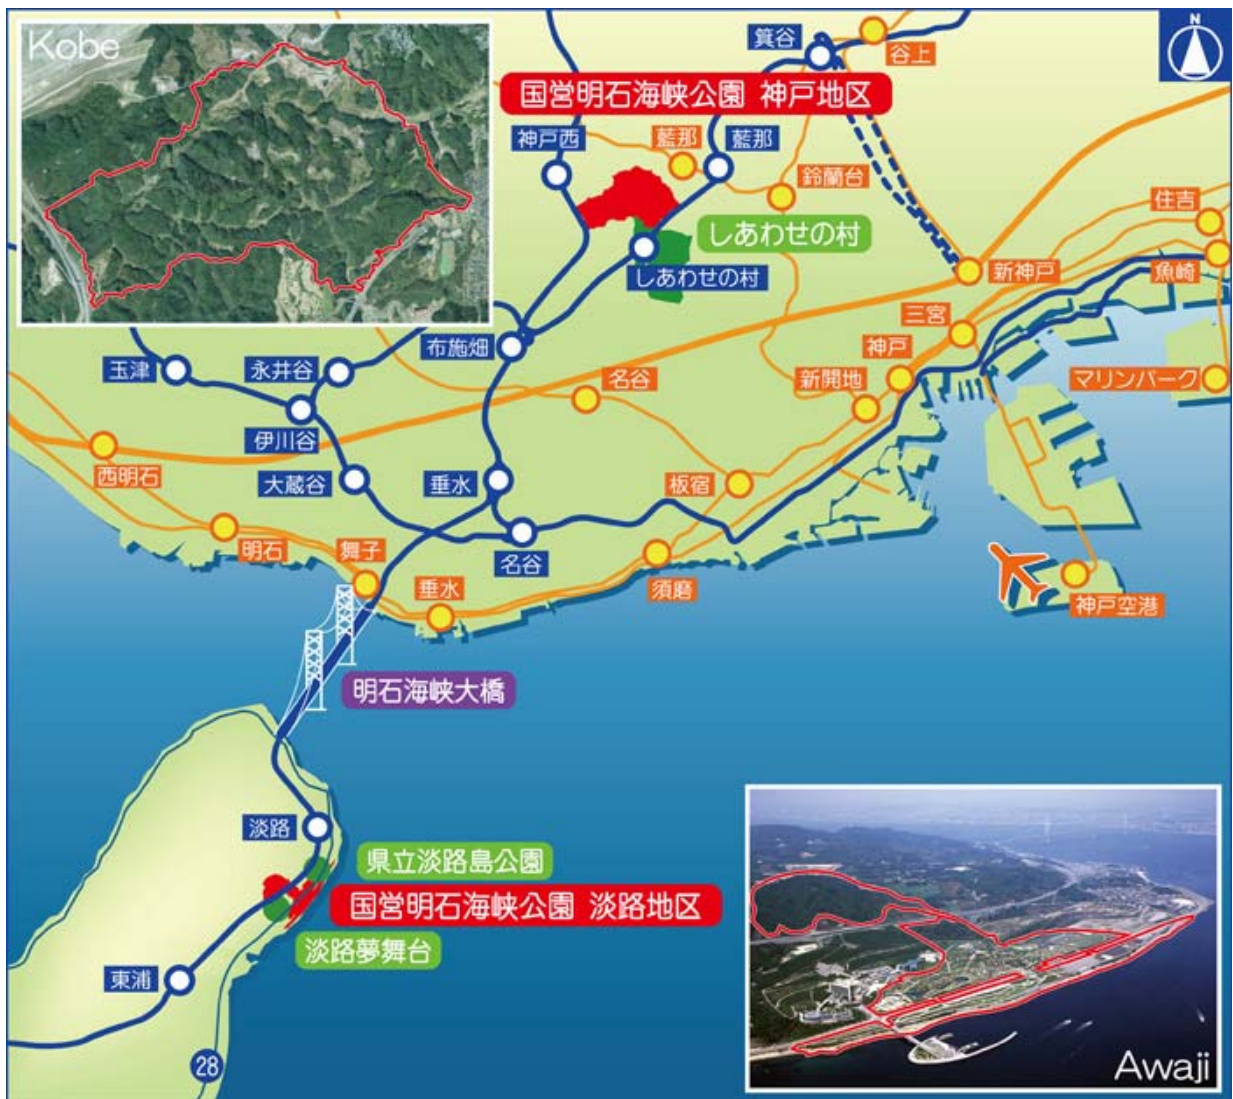 Kobe
N
箕谷
谷上
国営明石海峡公園 神戸地区
神戸西
藍那
藍那
鈴蘭台
住吉
しあわせの村
しあわせの村
新神戸
魚崎
三宮
布施畑
神戸
玉津
永井谷
名谷
新開地
マリンパーク
伊川谷
西明石
大蔵谷
垂水
板宿
明石
舞子
名谷
垂水
須磨
神戸空港
明石海峡大橋
淡路
県立淡路島公園
国営明石海峡公園 淡路地区
淡路夢舞台
東浦
28
Awaji